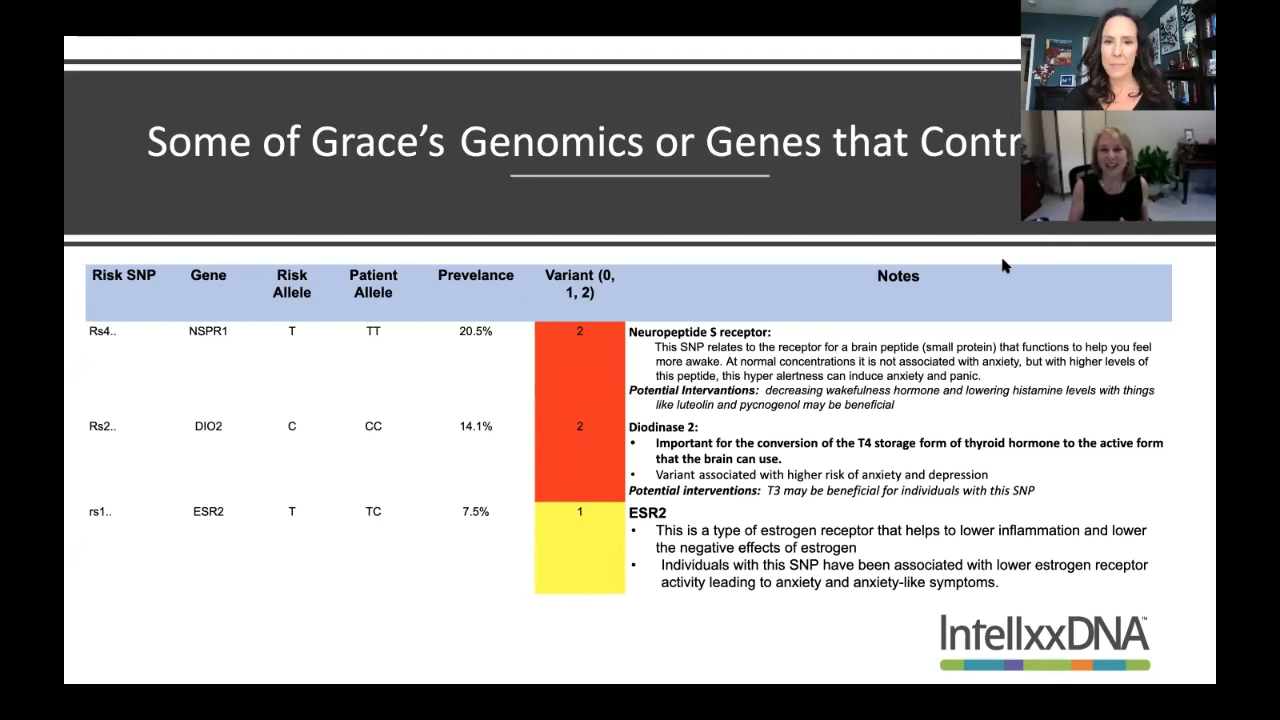 Some of Grace's Genomics or Genes that Contr
Risk SNP Gene Risk Allele Patient Allele Prevelance Variant (0, 1, 2) Notes
Rs4.. NSPR1 T TT 20.5% 2 Neuropeptide S receptor:
This SNP relates to the receptor for a brain peptide (small protein) that functions to help you feel
more awake. At normal concentrations it is not associated with anxiety, but with higher levels of
this peptide, this hyper alertness can induce anxiety and panic.
Potential Interventions: decreasing wakefulness hormone and lowering histamine levels with things
like luteolin and pycnogenol may be beneficial
Rs2.. DIO2 C CC 14.1% 2 Diodinase 2:
• Important for the conversion of the T4 storage form of thyroid hormone to the active form
that the brain can use.
• Variant associated with higher risk of anxiety and depression
Potential interventions: T3 may be beneficial for individuals with this SNP
rs1.. ESR2 T TC 7.5% 1 ESR2
• This is a type of estrogen receptor that helps to lower inflammation and lower
the negative effects of estrogen
• Individuals with this SNP have been associated with lower estrogen receptor
activity leading to anxiety and anxiety-like symptoms.
IntellxxDNA™